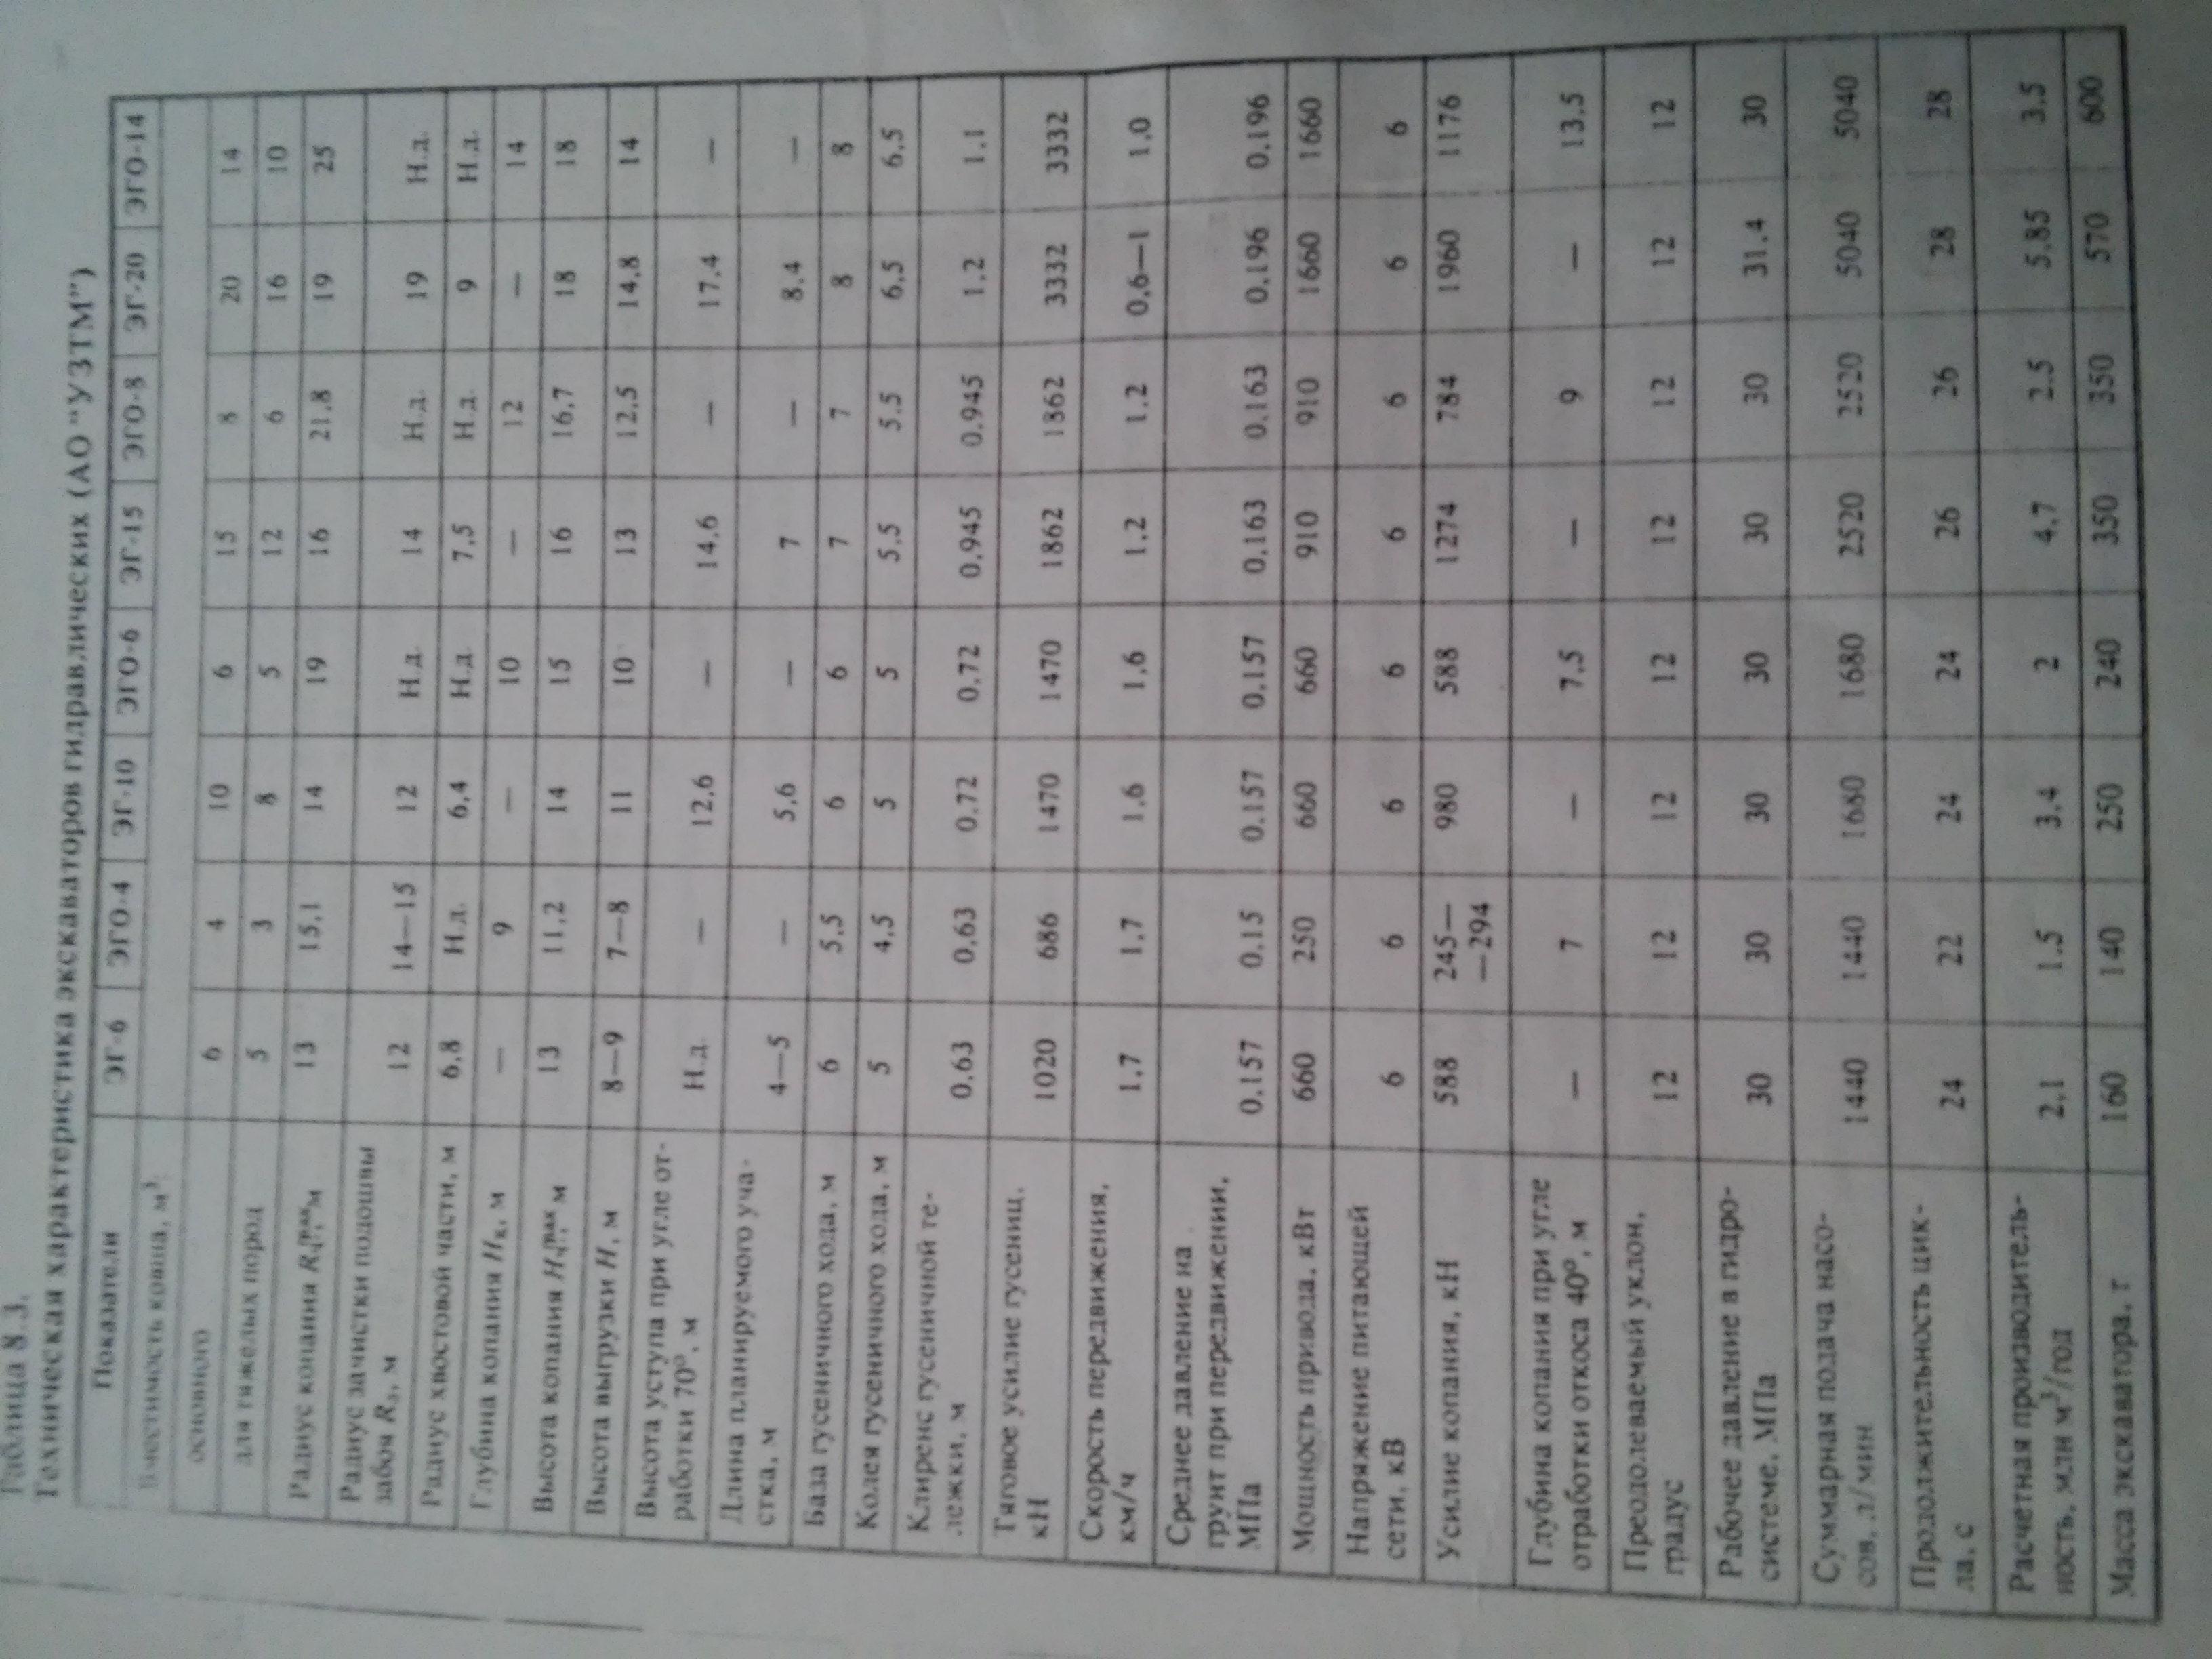 Таблица 8.3.
Техническая характеристика экскаваторов гидравлических (АО "УЗТМ")
Показатели ЭГ-6 ЭГО-4 ЭГ-10 ЭГО-6 ЭГ-15 ЭГО-8 ЭГ-20 ЭГО-14
Вместимость ковша, м³:
основного 6 4 10 6 15 8 20 14
для тяжелых пород 5 3 8 5 12 6 16 10
Радиус копания R max м 13 15,1 14 19 16 21,8 19 25
Радиус зачистки подошвы
забоя R₃, м 12 14—15 12 Н.д. 14 Н.д. 19 Н.д.
Радиус хвостовой части, м 6,8 Н.д. 6,4 Н.д. 7,5 Н.д. 9 Н.д.
Глубина копания Hк, м — 9 — 10 — 12 — 14
Высота копания H max м 13 11,2 14 15 16 16,7 18 18
Высота выгрузки H, м 8—9 7—8 11 10 13 12,5 14,8 14
Высота уступа при угле от-
работки 70°, м Н.д. — 12,6 — 14,6 — 17,4 —
Длина планируемого уча-
стка, м 4—5 — 5,6 — 7 — 8,4 —
База гусеничного хода, м 6 5,5 6 6 7 7 8 8
Колея гусеничного хода, м 5 4,5 5 5 5,5 5,5 6,5 6,5
Клиренс гусеничной те-
лежки, м 0,63 0,63 0,72 0,72 0,945 0,945 1,2 1,1
Тяговое усилие гусениц,
кН 1020 686 1470 1470 1862 1862 3332 3332
Скорость передвижения,
км/ч 1,7 1,7 1,6 1,6 1,2 1,2 0,6—1 1,0
Среднее давление на
грунт при передвижении,
МПа 0,157 0,15 0,157 0,157 0,163 0,163 0,196 0,196
Мощность привода, кВт 660 250 660 660 910 910 1660 1660
Напряжение питающей
сети, кВ 6 6 6 6 6 6 6 6
Усилие копания, кН 588 245— 980 588 1274 784 1960 1176
—294
Глубина копания при угле
отработки откоса 40°, м — 7 — 7,5 — 9 — 13,5
Преодолеваемый уклон,
градус 12 12 12 12 12 12 12 12
Рабочее давление в гидро-
системе, МПа 30 30 30 30 30 30 31,4 30
Суммарная подача насо-
сов, л/мин 1440 1440 1680 1680 2520 2520 5040 5040
Продолжительность цик-
ла, с 24 22 24 24 26 26 28 28
Расчетная производитель-
ность, млн м³/год 2,1 1,5 3,4 2 4,7 2,5 5,85 3,5
Масса экскаватора, т 160 140 250 240 350 350 570 600